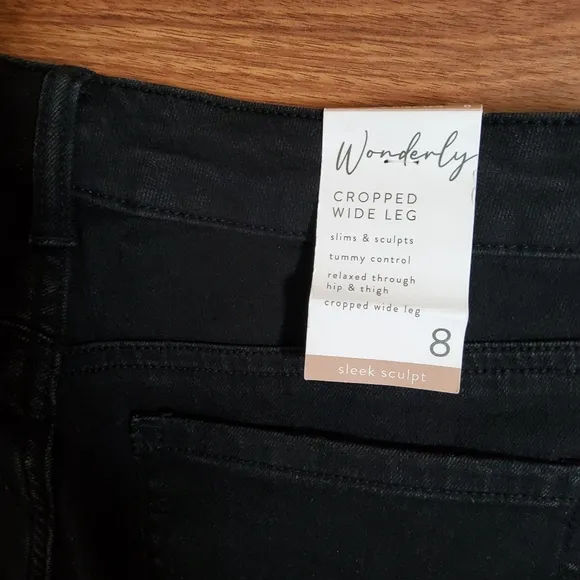 Wonderly
CROPPED
WIDE LEG
slims & sculpts
tummy control
relaxed through
hip & thigh
cropped wide leg
8
sleek sculpt